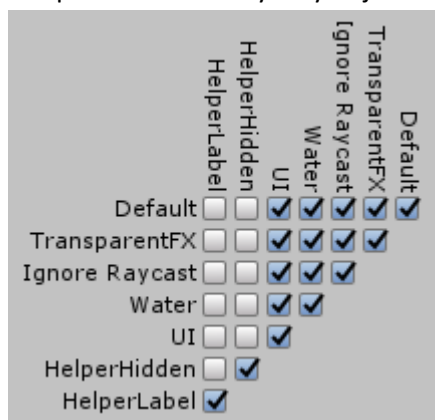 HelperLabel
HelperHidden
UI
Water
Ignore Raycast
TransparentFX
Default
Default
TransparentFX
Ignore Raycast
Water
UI
HelperHidden
HelperLabel